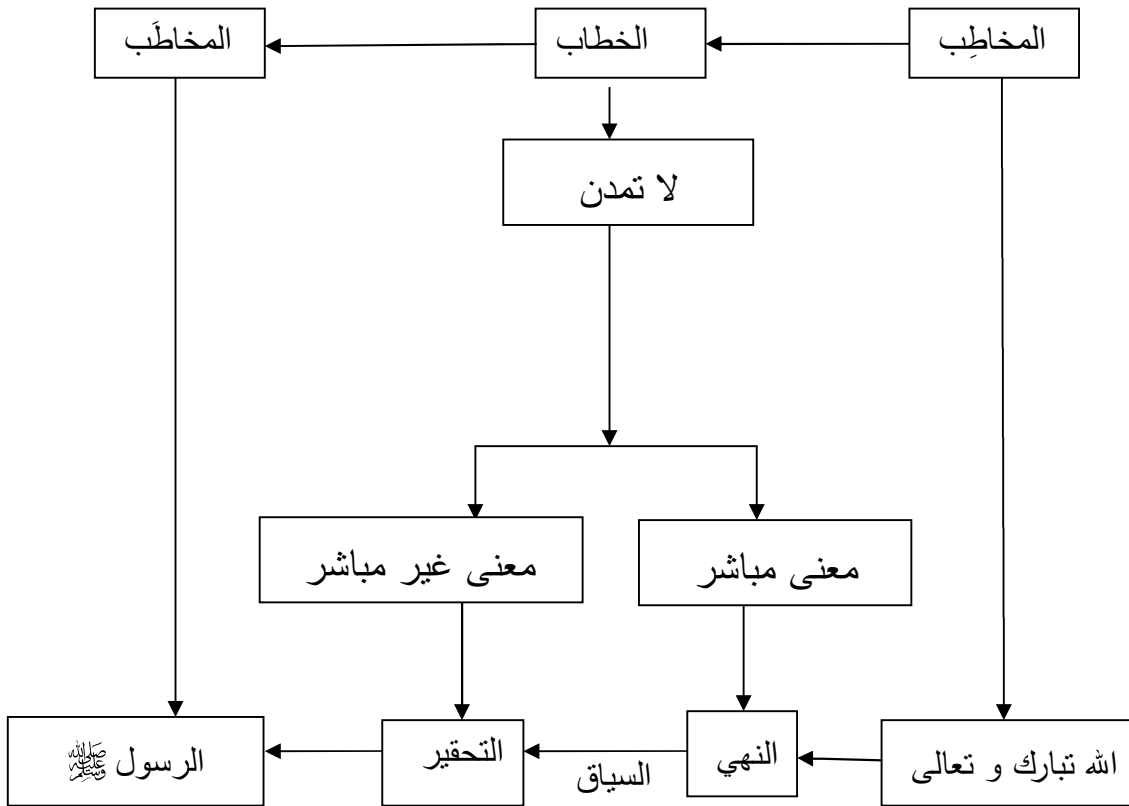 المخاطِب
الخطاب
المخاطَب
لا تمدن
معنى مباشر
معنى غير مباشر
الله تبارك و تعالى
النهي
السياق
التحقير
الرسول ﷺ